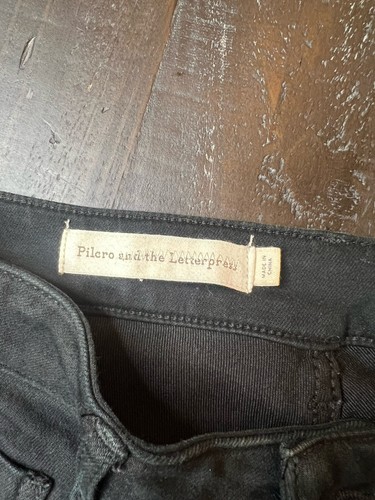 Pilcro and the Letterpress
MADE IN
CHINA